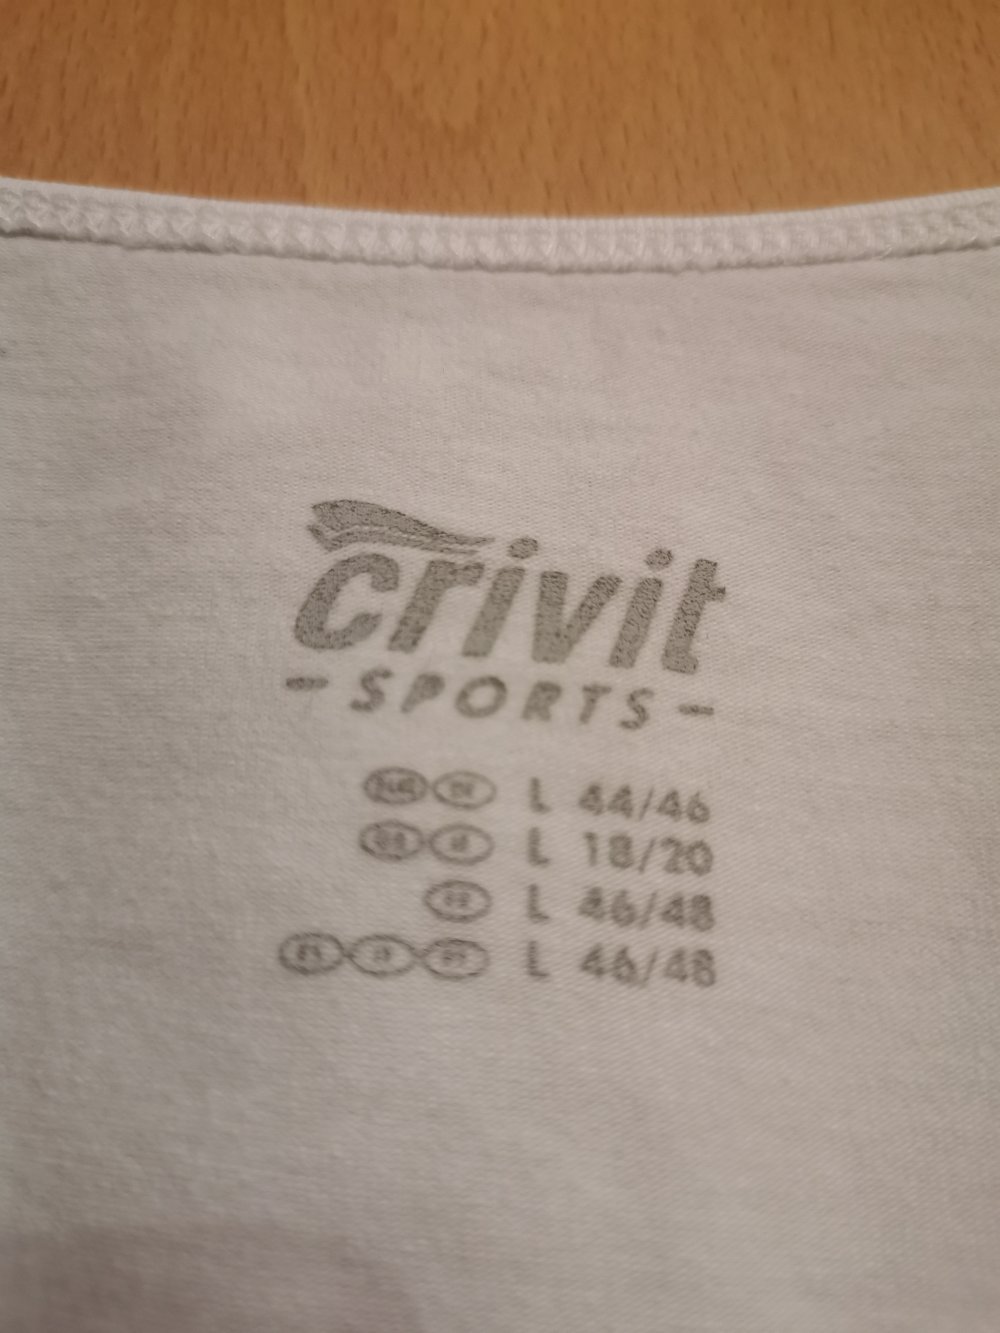 crivit
- SPORTS -
L 44/46
L 18/20
L 46/48
L 46/48